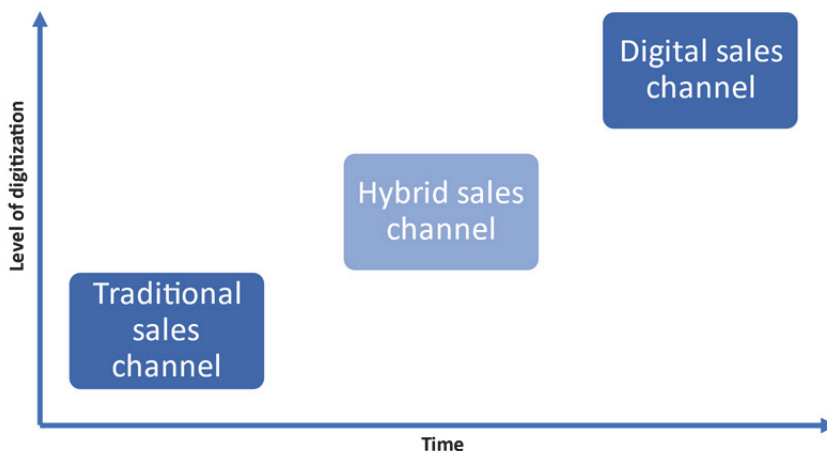 Digital sales
channel
Hybrid sales
channel
Traditional
sales
channel
Level of digitization
Time